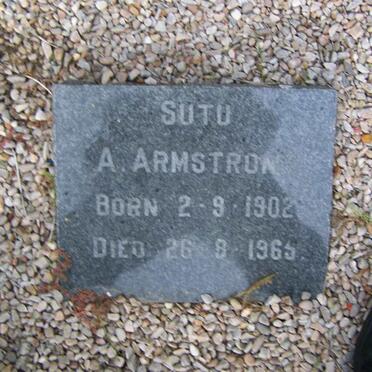 SUTU
A. ARMSTRON
BORN 2-9-1902
DIED 26-8-1965